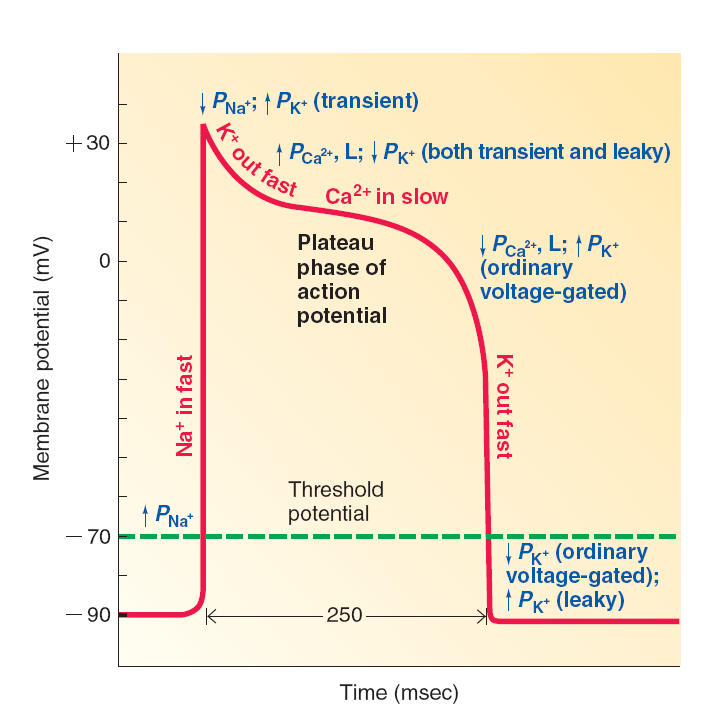 ↓ PNa⁺; ↑ PK⁺ (transient)
+30
K⁺ out fast
↑ PCa²⁺, L; ↓ PK⁺ (both transient and leaky)
Ca²⁺ in slow
Plateau
phase of
action
potential
↓ PCa²⁺, L; ↑ PK⁺
(ordinary
voltage-gated)
0
Membrane potential (mV)
Na⁺ in fast
K⁺ out fast
↑ PNa⁺
Threshold
potential
−70
↓ PK⁺ (ordinary
voltage-gated);
↑ PK⁺ (leaky)
−90
250
Time (msec)